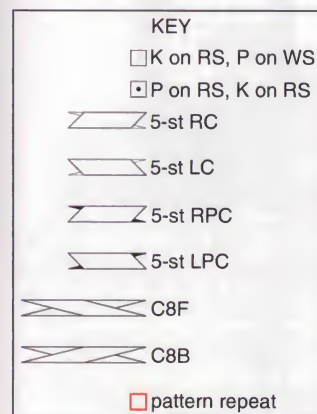 KEY
K on RS, P on WS
P on RS, K on RS
5-st RC
5-st LC
5-st RPC
5-st LPC
C8F
C8B
pattern repeat